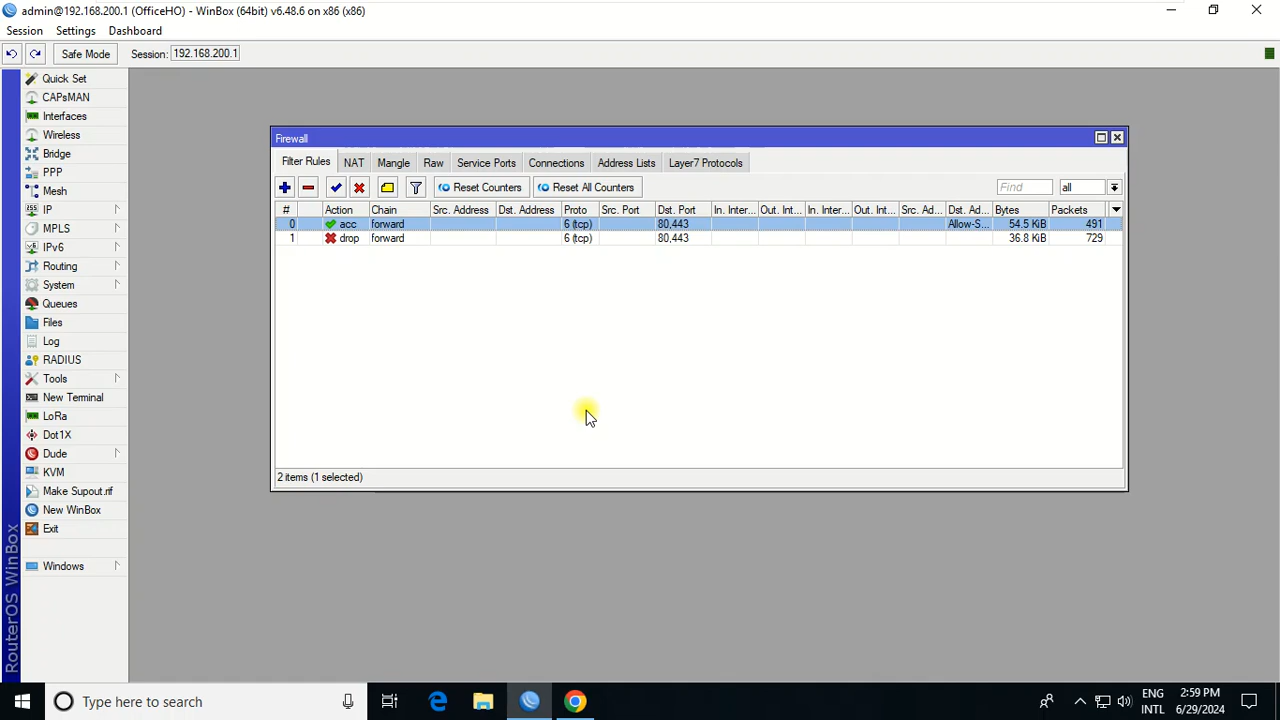 admin@192.168.200.1 (OfficeHO) - WinBox (64bit) v6.48.6 on x86 (x86)
Session Settings Dashboard
Safe Mode Session: 192.168.200.1
Quick Set
CAPsMAN
Interfaces
Wireless
Bridge
PPP
Mesh
IP
MPLS
IPv6
Routing
System
Queues
Files
Log
RADIUS
Tools
New Terminal
LoRa
Dot1X
Dude
KVM
Make Supout.rif
New WinBox
Exit
Windows
RouterOS WinBox
Firewall
Filter Rules NAT Mangle Raw Service Ports Connections Address Lists Layer7 Protocols
Reset Counters Reset All Counters Find all
# Action Chain Src. Address Dst. Address Proto Src. Port Dst. Port In. Inter... Out. Int... In. Inter... Out. Int... Src. Ad... Dst. Ad... Bytes Packets
0 acc forward 6 (tcp) 80,443 Allow-S... 54.5 KiB 491
1 drop forward 6 (tcp) 80,443 36.8 KiB 729
2 items (1 selected)
Type here to search
ENG
INTL
2:59 PM
6/29/2024